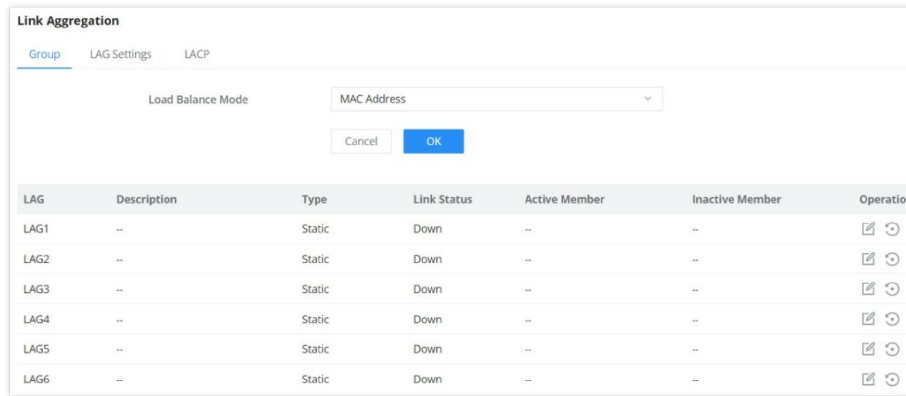 Link Aggregation
Group LAG Settings LACP
Load Balance Mode MAC Address
Cancel OK
LAG Description Type Link Status Active Member Inactive Member Operatio
LAG1 -- Static Down -- --
LAG2 -- Static Down -- --
LAG3 -- Static Down -- --
LAG4 -- Static Down -- --
LAG5 -- Static Down -- --
LAG6 -- Static Down -- --